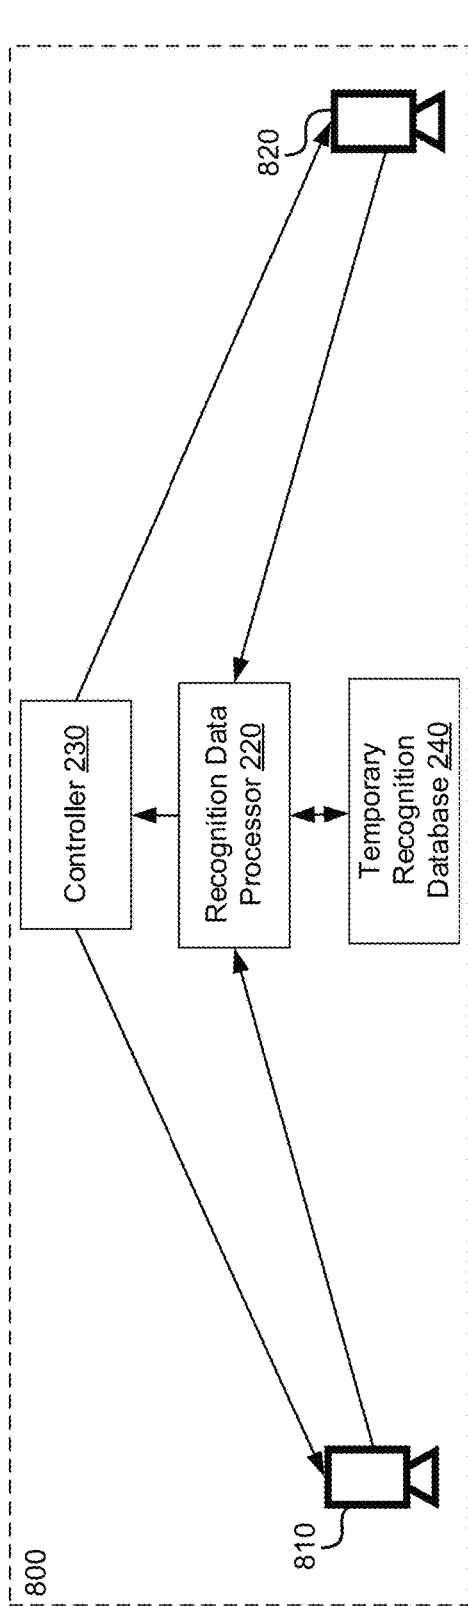 800
Controller 230
Recognition Data
Processor 220
Temporary
Recognition
Database 240
810
820